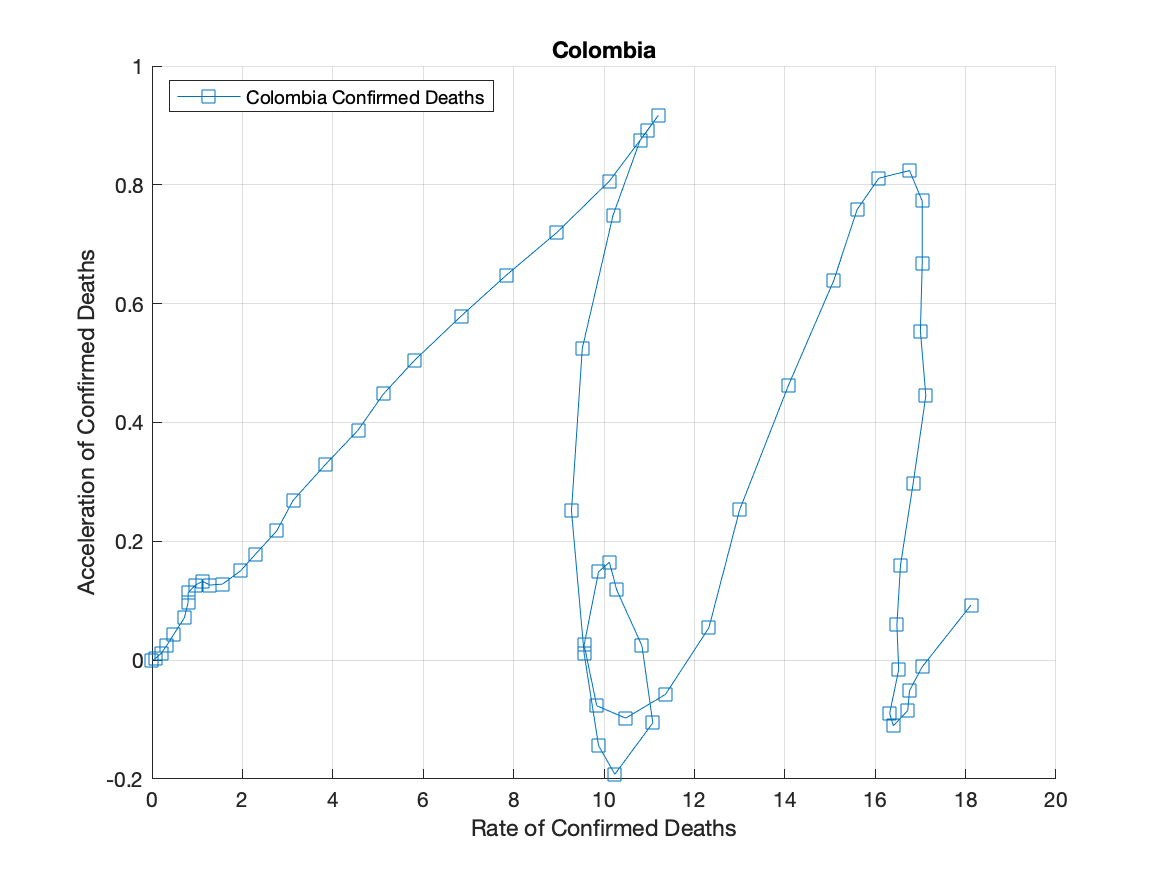 Colombia
Colombia Confirmed Deaths
1
0.8
0.6
0.4
0.2
0
-0.2
Acceleration of Confirmed Deaths
0 2 4 6 8 10 12 14 16 18 20
Rate of Confirmed Deaths